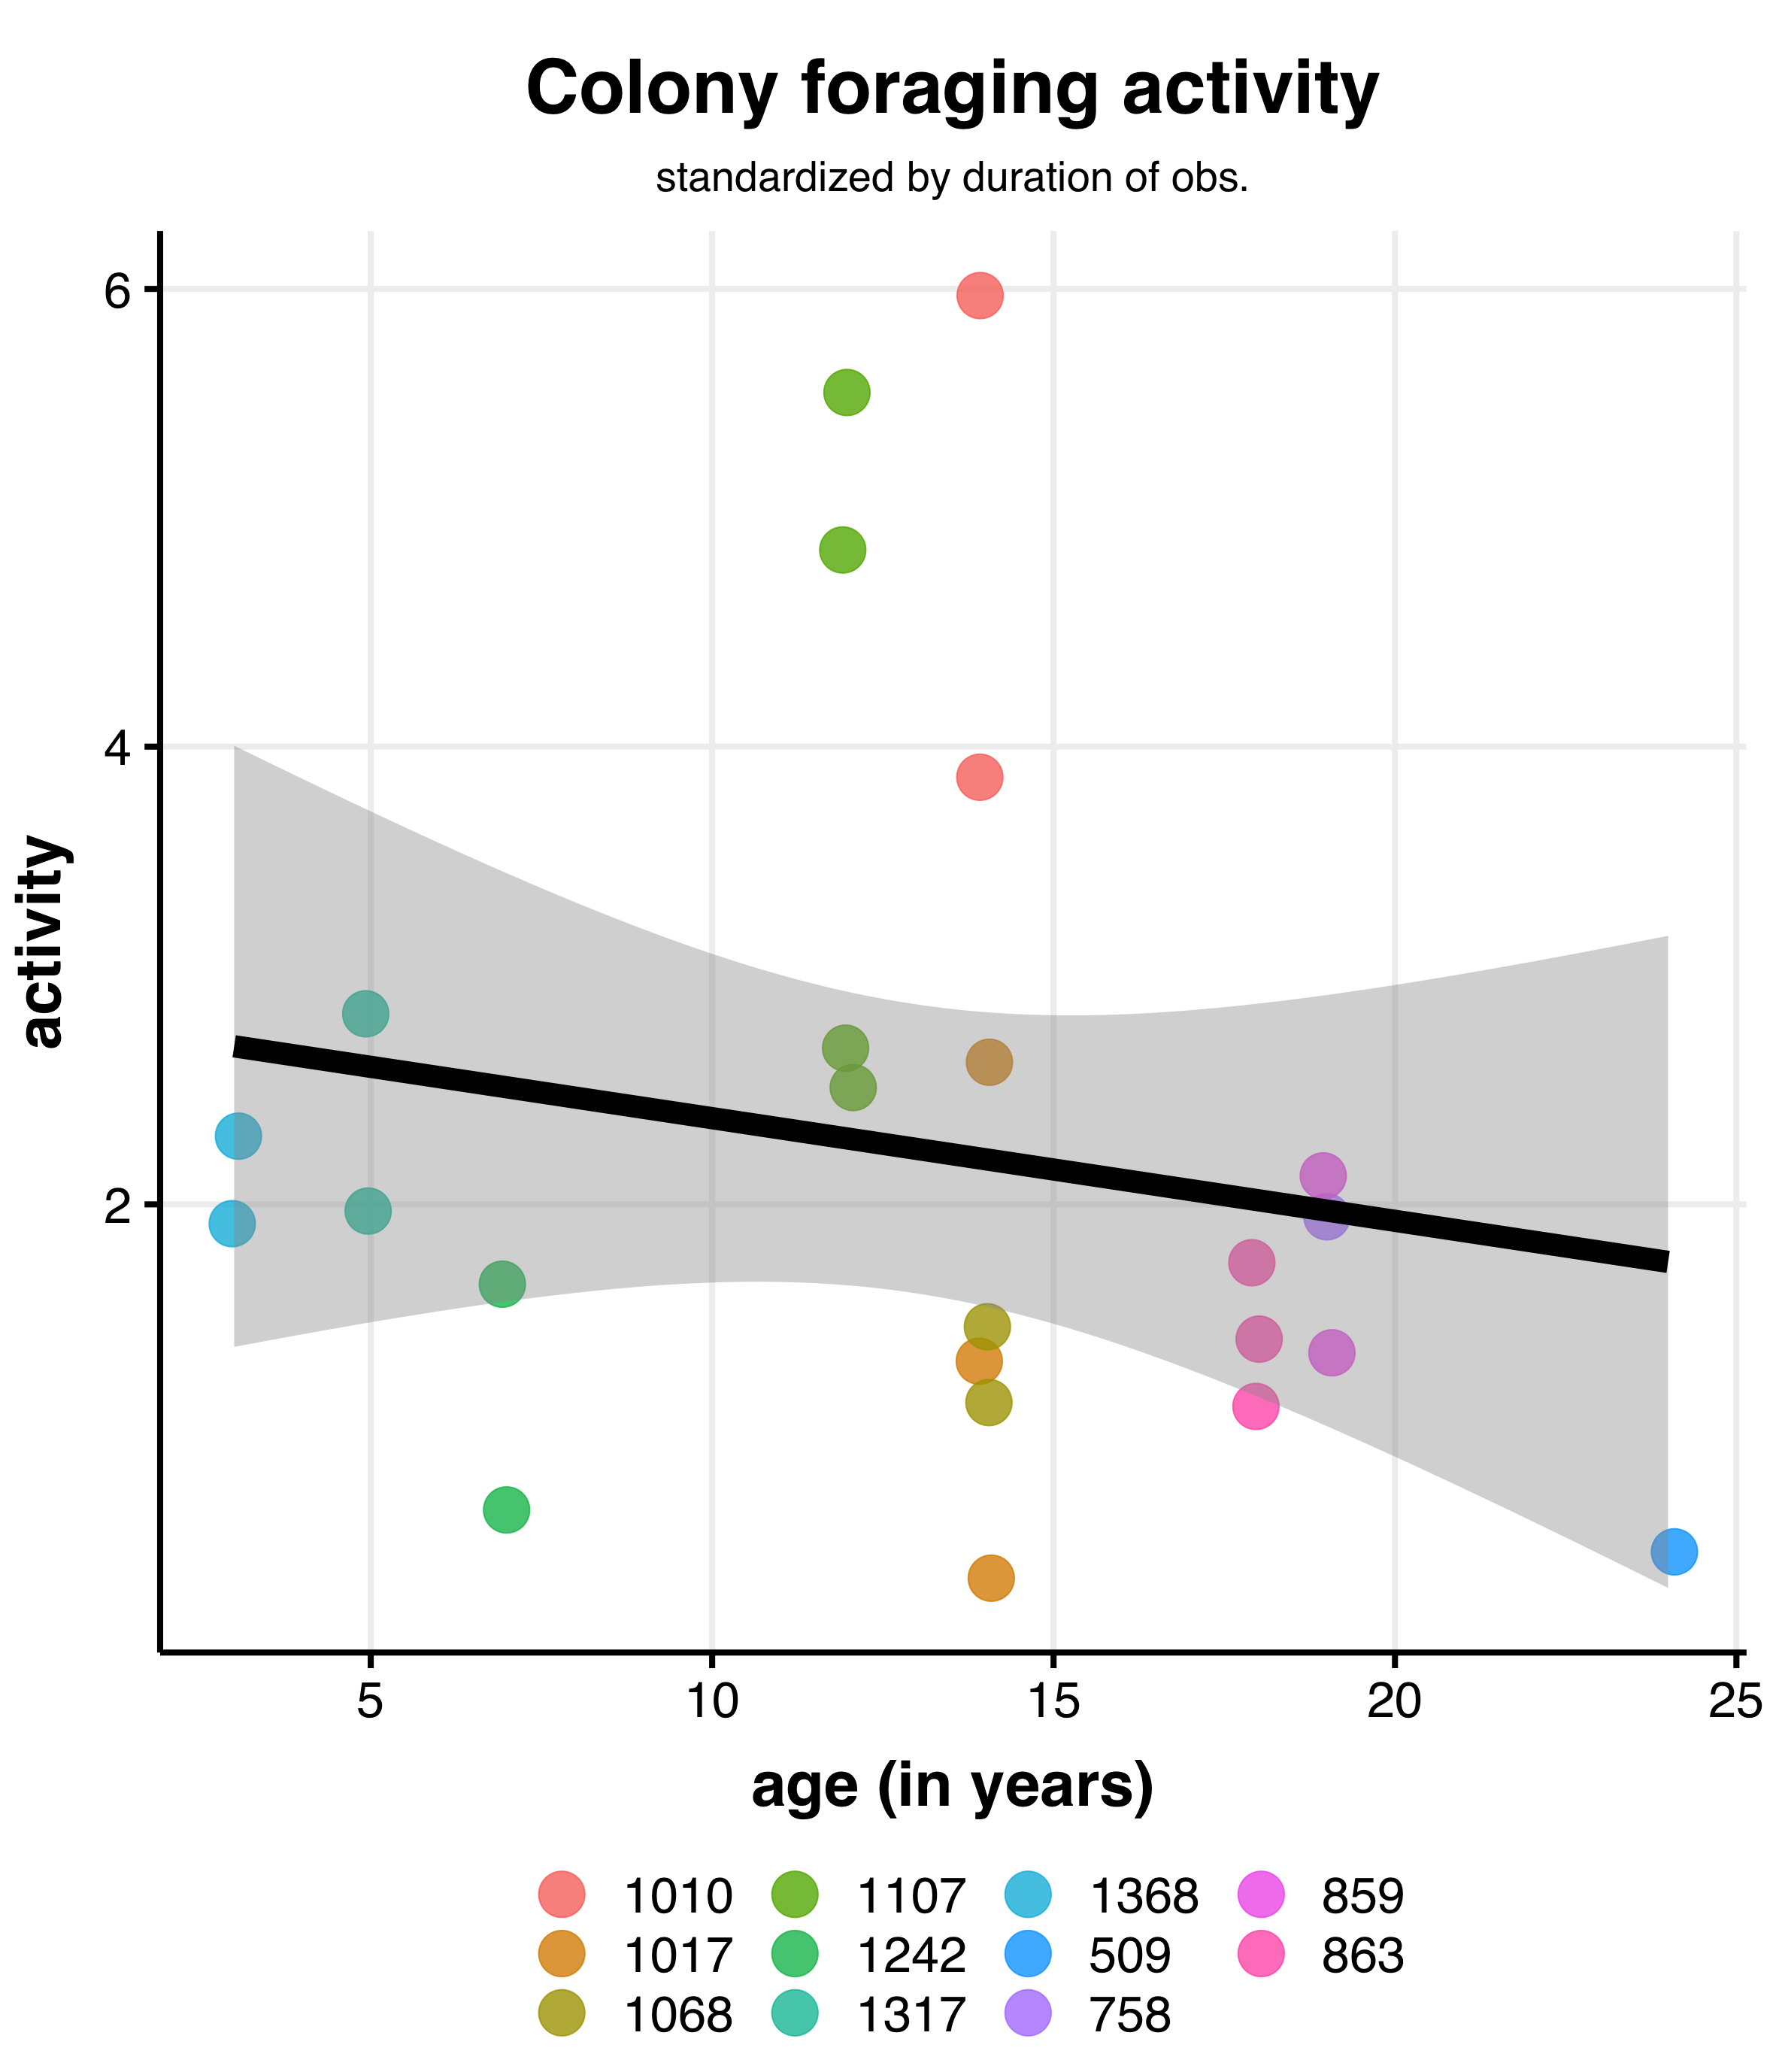 Colony foraging activity
standardized by duration of obs.
activity
6
4
2
5 10 15 20 25
age (in years)
1010 1107 1368 859
1017 1242 509 863
1068 1317 758